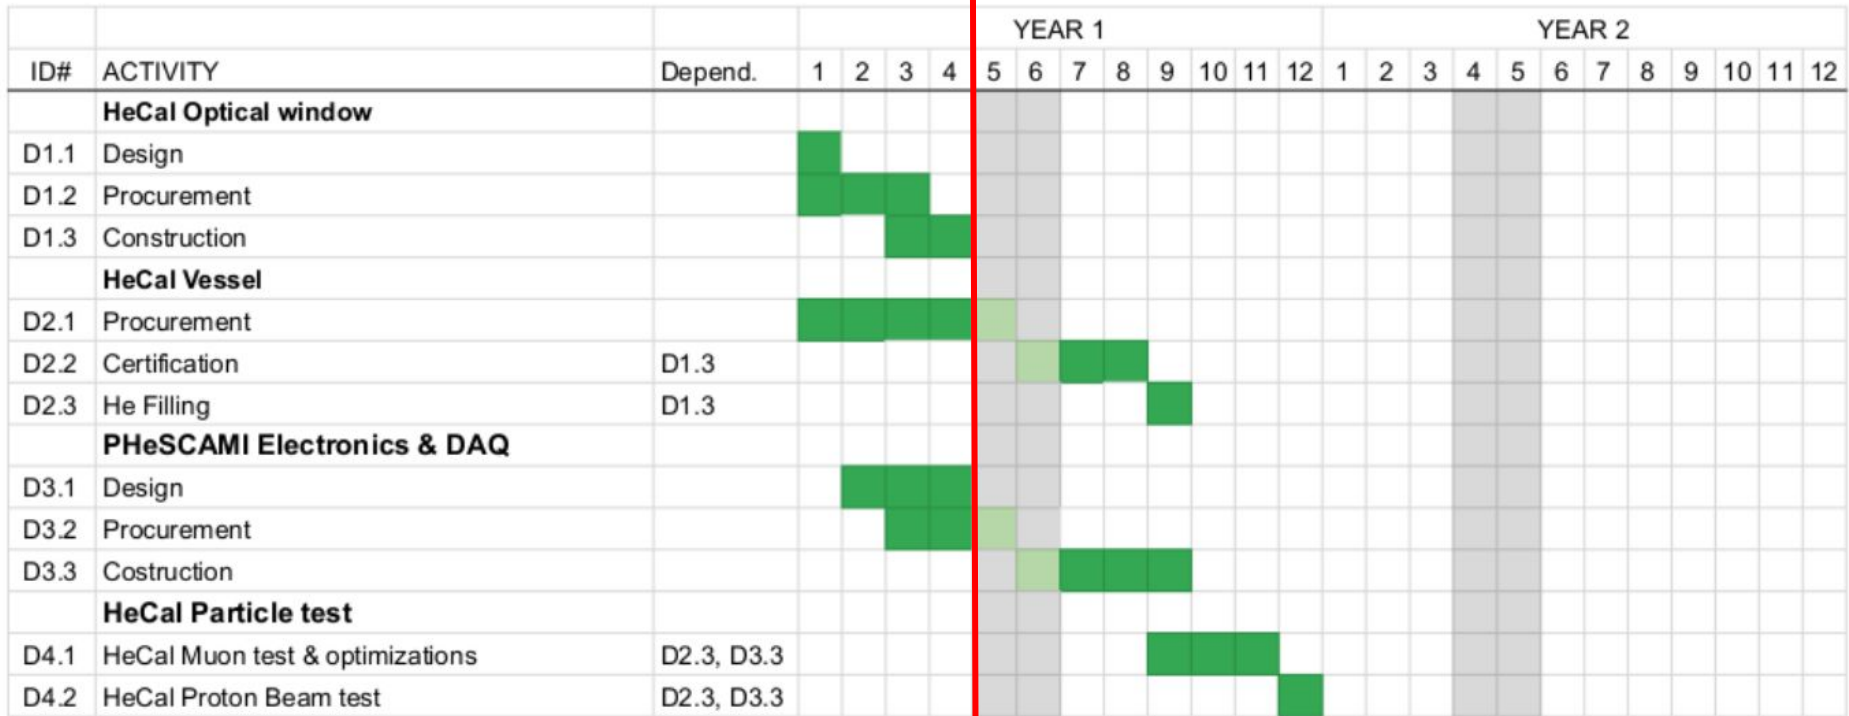 YEAR 1 YEAR 2
ID# ACTIVITY Depend. 1 2 3 4 5 6 7 8 9 10 11 12 1 2 3 4 5 6 7 8 9 10 11 12
HeCal Optical window
D1.1 Design
D1.2 Procurement
D1.3 Construction
HeCal Vessel
D2.1 Procurement
D2.2 Certification D1.3
D2.3 He Filling D1.3
PHeSCAMI Electronics & DAQ
D3.1 Design
D3.2 Procurement
D3.3 Costruction
HeCal Particle test
D4.1 HeCal Muon test & optimizations D2.3, D3.3
D4.2 HeCal Proton Beam test D2.3, D3.3